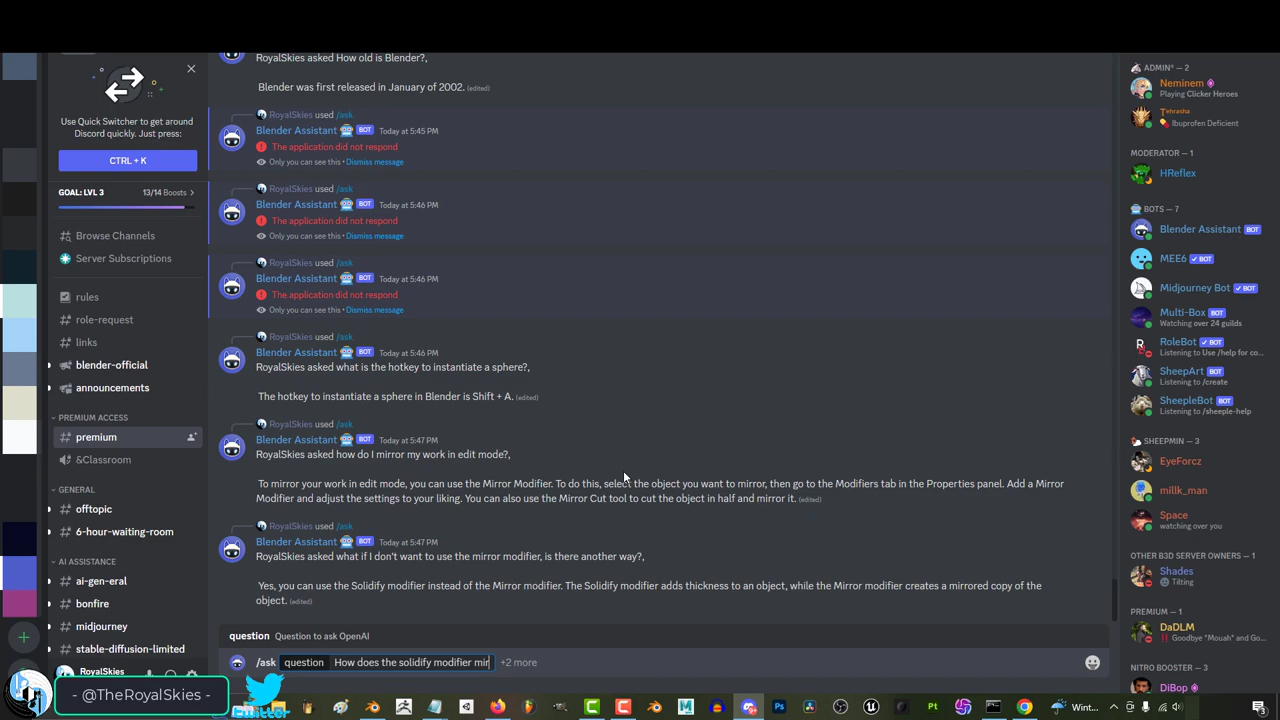 Use Quick Switcher to get around
Discord quickly. Just press:
CTRL + K
GOAL: LVL 3
13/14 Boosts
Browse Channels
Server Subscriptions
rules
role-request
links
blender-official
announcements
PREMIUM ACCESS
premium
&Classroom
GENERAL
offtopic
6-hour-waiting-room
AI ASSISTANCE
ai-gen-eral
bonfire
midjourney
stable-diffusion-limited
RoyalSkies
- @TheRoyalSkies -
Twitter
RoyalSkies asked How old is Blender?,
Blender was first released in January of 2002. (edited)
RoyalSkies used /ask
Blender Assistant BOT Today at 5:45 PM
The application did not respond
Only you can see this • Dismiss message
RoyalSkies used /ask
Blender Assistant BOT Today at 5:46 PM
The application did not respond
Only you can see this • Dismiss message
RoyalSkies used /ask
Blender Assistant BOT Today at 5:46 PM
The application did not respond
Only you can see this • Dismiss message
RoyalSkies used /ask
Blender Assistant BOT Today at 5:46 PM
RoyalSkies asked what is the hotkey to instantiate a sphere?,
The hotkey to instantiate a sphere in Blender is Shift + A. (edited)
RoyalSkies used /ask
Blender Assistant BOT Today at 5:47 PM
RoyalSkies asked how do I mirror my work in edit mode?,
To mirror your work in edit mode, you can use the Mirror Modifier. To do this, select the object you want to mirror, then go to the Modifiers tab in the Properties panel. Add a Mirror
Modifier and adjust the settings to your liking. You can also use the Mirror Cut tool to cut the object in half and mirror it. (edited)
RoyalSkies used /ask
Blender Assistant BOT Today at 5:47 PM
RoyalSkies asked what if I don't want to use the mirror modifier, is there another way?,
Yes, you can use the Solidify modifier instead of the Mirror modifier. The Solidify modifier adds thickness to an object, while the Mirror modifier creates a mirrored copy of the
object. (edited)
question Question to ask OpenAI
/ask question How does the solidify modifier mir +2 more
ADMIN* — 2
Neminem
Playing Clicker Heroes
Tehrasha
Ibuprofen Deficient
MODERATOR — 1
HReflex
BOTS — 7
Blender Assistant BOT
MEE6 BOT
Midjourney Bot BOT
Multi-Box BOT
Watching over 24 guilds
RoleBot BOT
Listening to Use /help for co...
SheepArt BOT
Listening to /create
SheepleBot BOT
Listening to /sheeple-help
SHEEPMIN — 3
EyeForcz
millk_man
Space
watching over you
OTHER B3D SERVER OWNERS — 1
Shades
Tilting
PREMIUM — 1
DaDLM
Goodbye "Mouah" and Go...
NITRO BOOSTER — 3
DiBop
Wint...